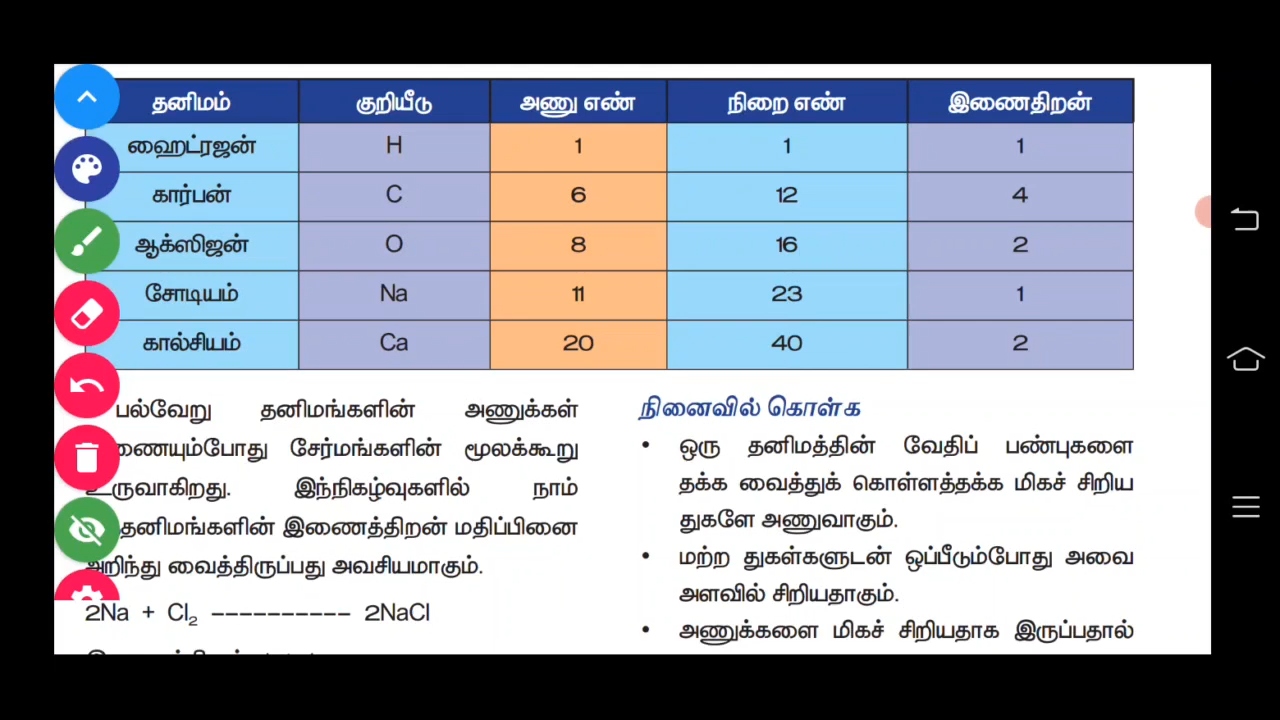 தனிமம் குறியீடு அணு எண் நிறை எண் இணைதிறன்
ஹைட்ரஜன் H 1 1 1
கார்பன் C 6 12 4
ஆக்ஸிஜன் O 8 16 2
சோடியம் Na 11 23 1
கால்சியம் Ca 20 40 2
பல்வேறு தனிமங்களின் அணுக்கள்
சேர்மங்களின் மூலக்கூறு
இந்நிகழ்வுகளில் நாம்
தனிமங்களின் இணைத்திறன் மதிப்பினை
அறிந்து வைத்திருப்பது அவசியமாகும்.
2Na + Cl₂ ---------- 2NaCl
நினைவில் கொள்க
• ஒரு தனிமத்தின் வேதிப் பண்புகளை
தக்க வைத்துக் கொள்ளத்தக்க மிகச் சிறிய
துகளே அணுவாகும்.
• மற்ற துகள்களுடன் ஒப்பீடும்போது அவை
அளவில் சிறியதாகும்.
• அணுக்களை மிகச் சிறியதாக இருப்பதால்